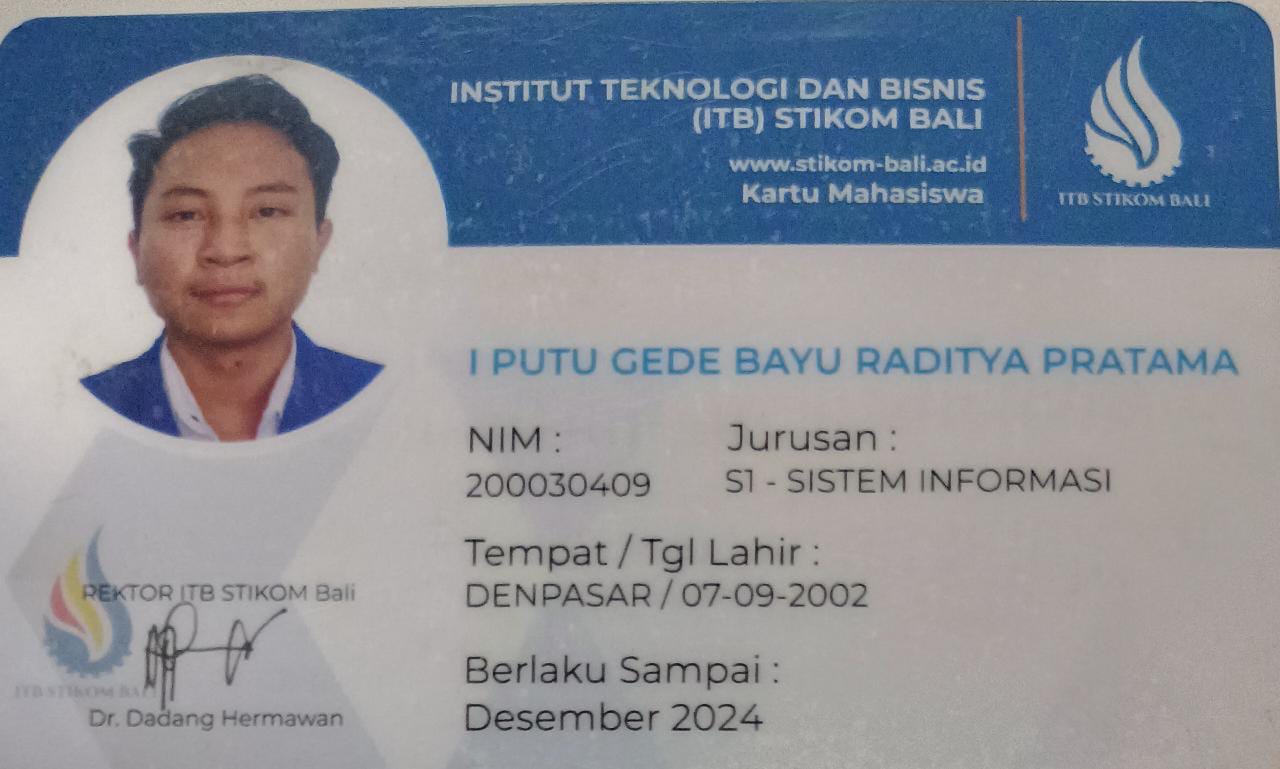 INSTITUT TEKNOLOGI DAN BISNIS
(ITB) STIKOM BALI
www.stikom-bali.ac.id
Kartu Mahasiswa
ITB STIKOM BALI
I PUTU GEDE BAYU RADITYA PRATAMA
NIM :
200030409
Jurusan :
S1 - SISTEM INFORMASI
Tempat / Tgl Lahir :
DENPASAR / 07-09-2002
Berlaku Sampai :
Desember 2024
REKTOR ITB STIKOM Bali
ITB STIKOM BALI
Dr. Dadang Hermawan